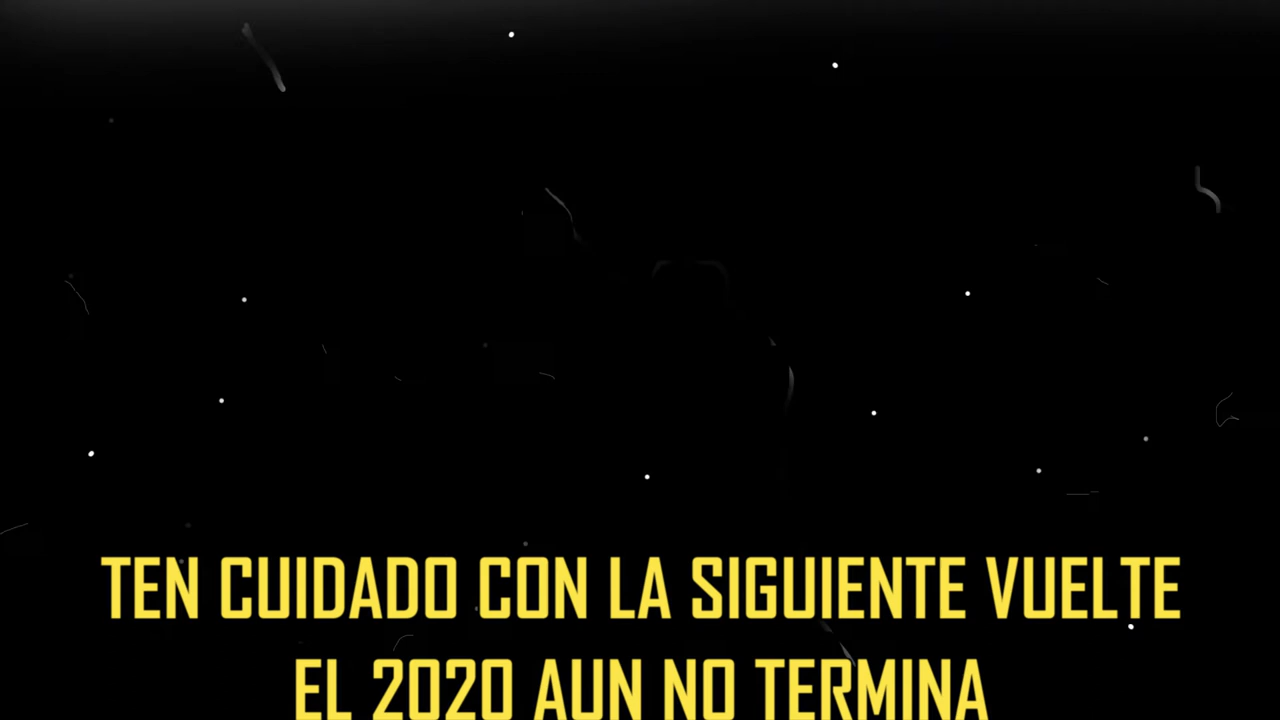 TEN CUIDADO CON LA SIGUIENTE VUELTE
EL 2020 AUN NO TERMINA